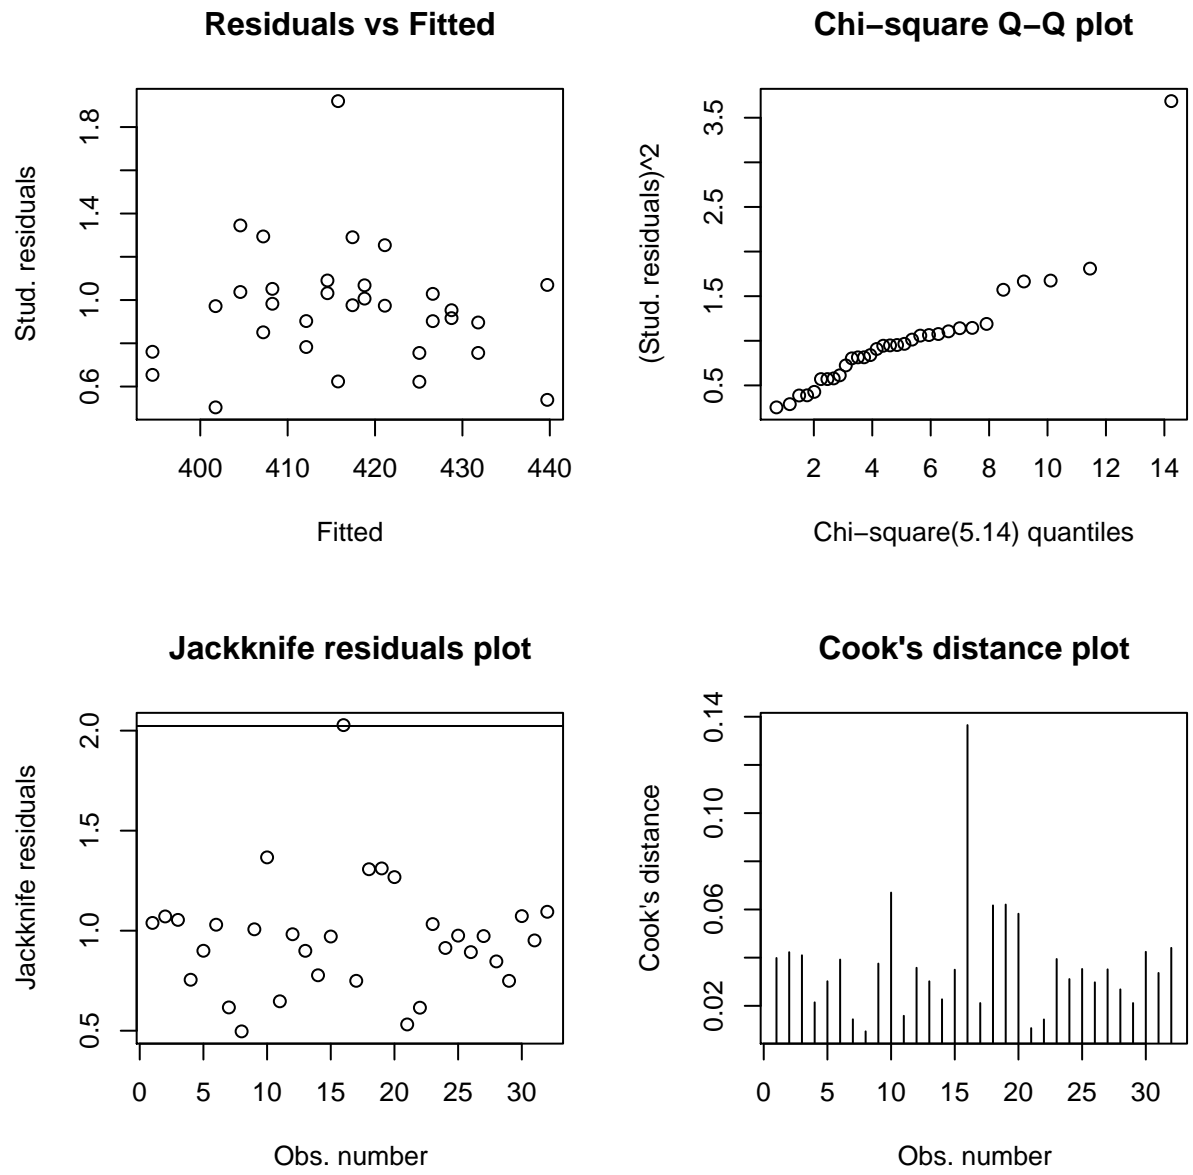 Residuals vs Fitted
Stud. residuals
0.6 1.0 1.4 1.8
400 410 420 430 440
Fitted
Chi−square Q−Q plot
(Stud. residuals)^2
0.5 1.5 2.5 3.5
2 4 6 8 10 12 14
Chi−square(5.14) quantiles
Jackknife residuals plot
Jackknife residuals
0.5 1.0 1.5 2.0
0 5 10 15 20 25 30
Obs. number
Cook's distance plot
Cook's distance
0.02 0.06 0.10 0.14
0 5 10 15 20 25 30
Obs. number